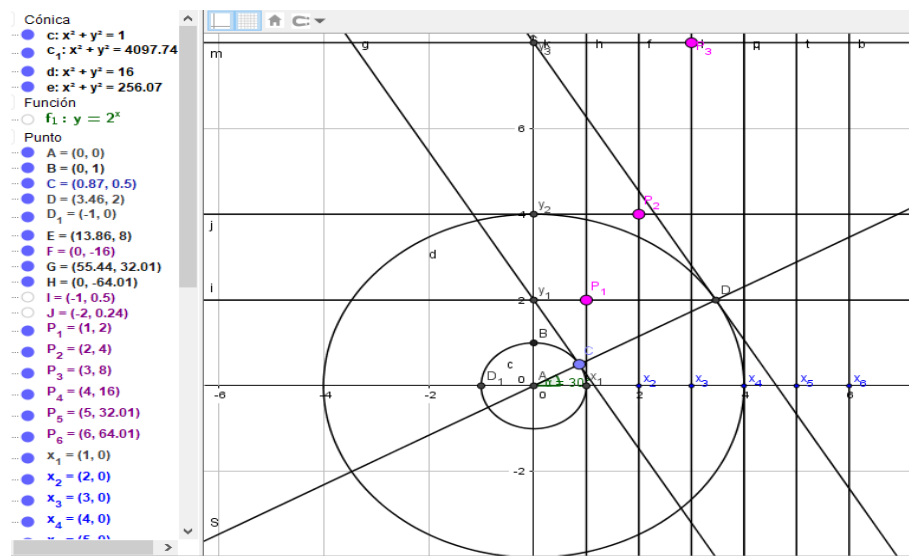 Cónica
c: x² + y² = 1
c₁: x² + y² = 4097.74
d: x² + y² = 16
e: x² + y² = 256.07
Función
f₁ : y = 2ˣ
Punto
A = (0, 0)
B = (0, 1)
C = (0.87, 0.5)
D = (3.46, 2)
D₁ = (-1, 0)
E = (13.86, 8)
F = (0, -16)
G = (55.44, 32.01)
H = (0, -64.01)
I = (-1, 0.5)
J = (-2, 0.24)
P₁ = (1, 2)
P₂ = (2, 4)
P₃ = (3, 8)
P₄ = (4, 16)
P₅ = (5, 32.01)
P₆ = (6, 64.01)
x₁ = (1, 0)
x₂ = (2, 0)
x₃ = (3, 0)
x₄ = (4, 0)
x₅ = (5, 0)
g k h f t b
m y₃ P₃
6
4 y₂ P₂
j
d
i 2 y₁ P₁ D
B
c C
D₁ 0 A 30 x₁ x₂ x₃ x₄ x₅ x₆
-6 -4 -2 0 2 4 6
-2
S